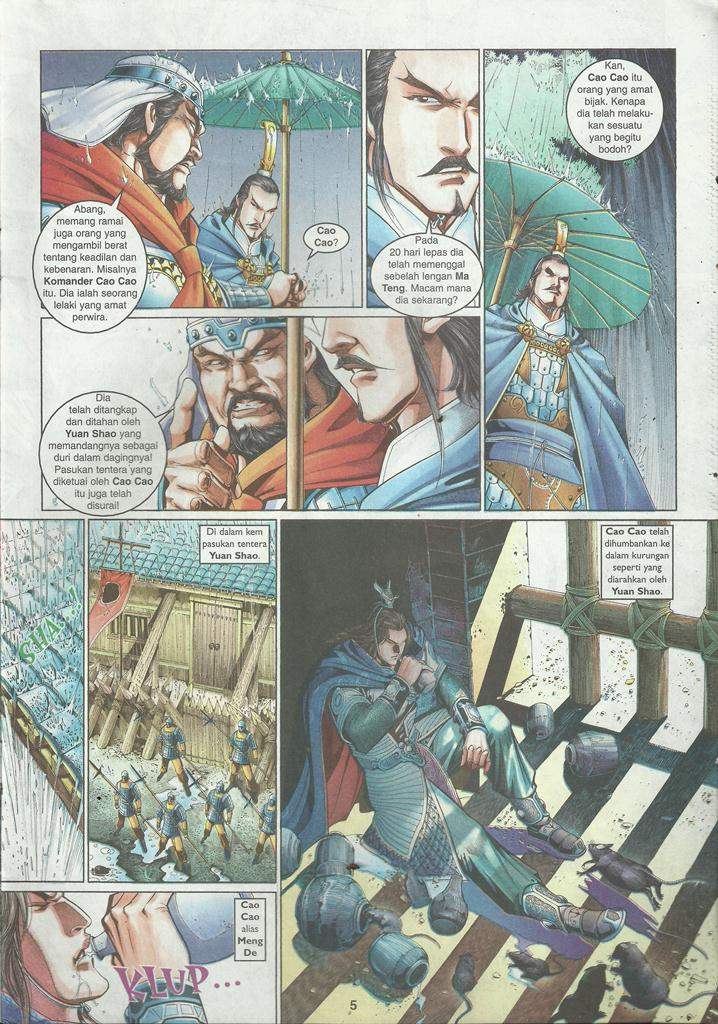 Abang,
memang ramai
juga orang yang
mengambil berat
tentang keadilan dan
kebenaran. Misalnya
Komander Cao Cao
itu. Dia ialah seorang
lelaki yang amat
perwira.
Cao
Cao?
Pada
20 hari lepas dia
telah memenggal
sebelah lengan Ma
Teng. Macam mana
dia sekarang?
Kan,
Cao Cao itu
orang yang amat
bijak. Kenapa
dia telah melaku-
kan sesuatu
yang begitu
bodoh?
Dia
telah ditangkap
dan ditahan oleh
Yuan Shao yang
memandangnya sebagai
duri dalam dagingnya!
Pasukan tentera yang
diketuai oleh Cao Cao
itu juga telah
disurai!
SHAa..!
Di dalam kem
pasukan tentera
Yuan Shao.
Cao Cao telah
dihumbankan ke
dalam kurungan
seperti yang
diarahkan oleh
Yuan Shao.
Cao
Cao
alias
Meng
De
KLUP...
5